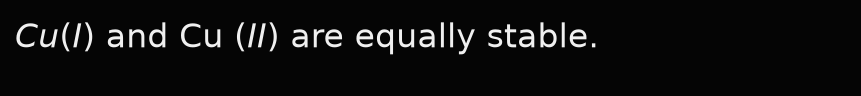 Cu(I) and Cu (II) are equally stable.